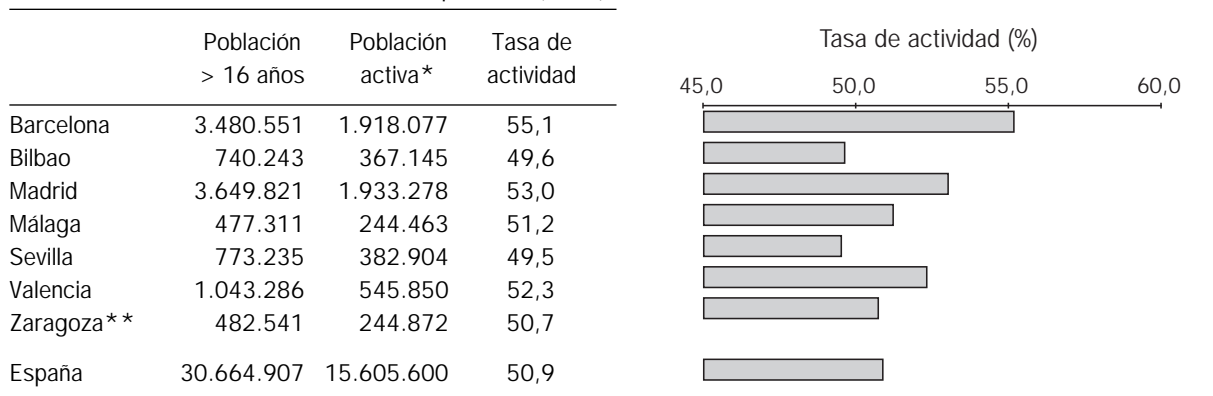 Población Población Tasa de
> 16 años activa* actividad
Barcelona 3.480.551 1.918.077 55,1
Bilbao 740.243 367.145 49,6
Madrid 3.649.821 1.933.278 53,0
Málaga 477.311 244.463 51,2
Sevilla 773.235 382.904 49,5
Valencia 1.043.286 545.850 52,3
Zaragoza** 482.541 244.872 50,7
España 30.664.907 15.605.600 50,9
Tasa de actividad (%)
45,0 50,0 55,0 60,0